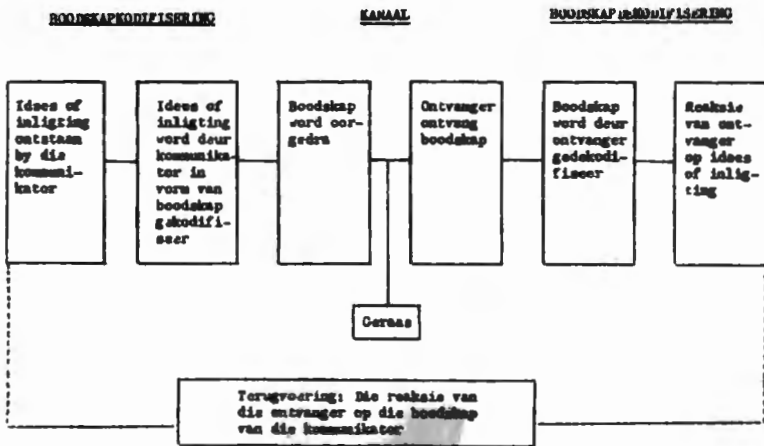 BOODSKAPKODIFISERING
KANAAL
BOODSKAPDEKODIFISERING
Idees of
inligting
ontstaan
by die
kommuni-
kator
Idees of
inligting
word deur
kommunika-
tor in
vorm van
boodskap
gekodifi-
seer
Boodskap
word oor-
gedra
Ontvanger
ontvang
boodskap
Boodskap
word deur
ontvanger
gedekodi-
fiseer
Reaksie
van ont-
vanger
op idees
of inlig-
ting
Geraas
Terugvoering: Die reaksie van
die ontvanger op die boodskap
van die kommunikator